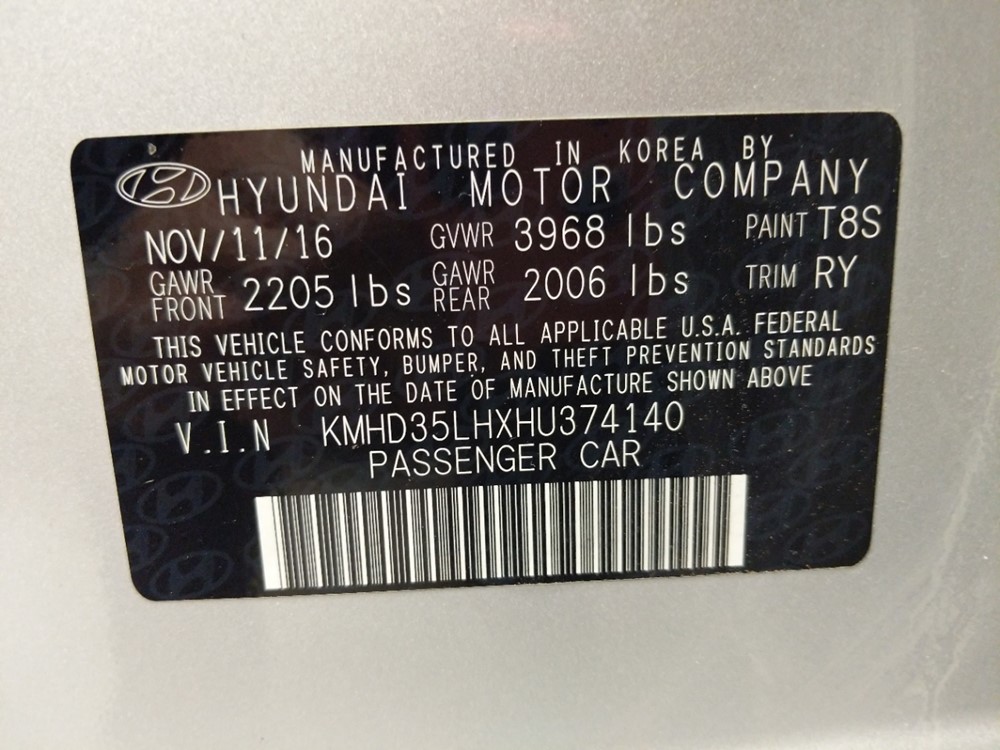 MANUFACTURED IN KOREA BY
HYUNDAI MOTOR COMPANY
NOV/11/16 GVWR 3968 lbs PAINT T8S
GAWR FRONT 2205 lbs GAWR REAR 2006 lbs TRIM RY
THIS VEHICLE CONFORMS TO ALL APPLICABLE U.S.A. FEDERAL
MOTOR VEHICLE SAFETY, BUMPER, AND THEFT PREVENTION STANDARDS
IN EFFECT ON THE DATE OF MANUFACTURE SHOWN ABOVE
V.I.N KMHD35LHXHU374140
PASSENGER CAR